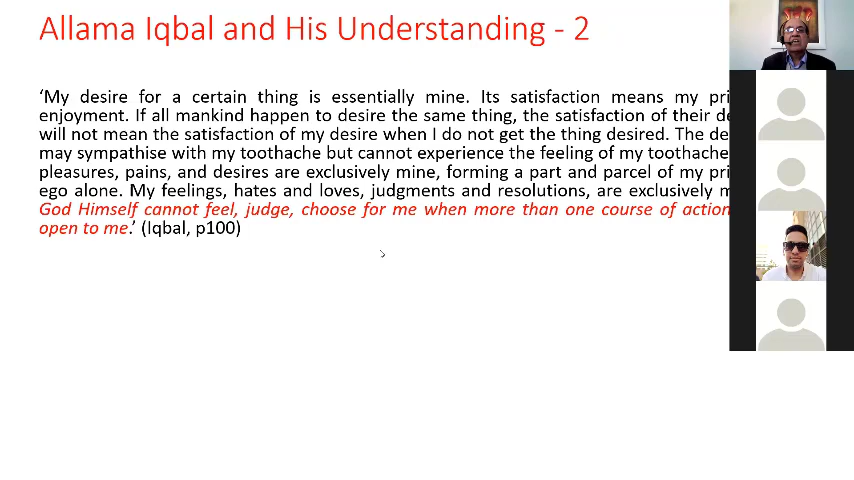 Allama Iqbal and His Understanding - 2
‘My desire for a certain thing is essentially mine. Its satisfaction means my
enjoyment. If all mankind happen to desire the same thing, the satisfaction of their
will not mean the satisfaction of my desire when I do not get the thing desired. The
may sympathise with my toothache but cannot experience the feeling of my toothache
pleasures, pains, and desires are exclusively mine, forming a part and parcel of my
ego alone. My feelings, hates and loves, judgments and resolutions, are exclusively
God Himself cannot feel, judge, choose for me when more than one course of action
open to me.’ (Iqbal, p100)